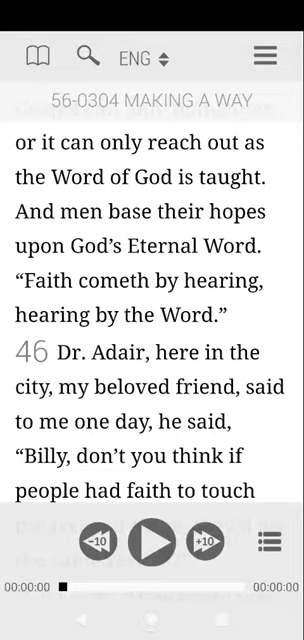 ENG
56-0304 MAKING A WAY
or it can only reach out as
the Word of God is taught.
And men base their hopes
upon God’s Eternal Word.
“Faith cometh by hearing,
hearing by the Word.”
46 Dr. Adair, here in the
city, my beloved friend, said
to me one day, he said,
“Billy, don’t you think if
people had faith to touch
-10 +10
00:00:00 00:00:00